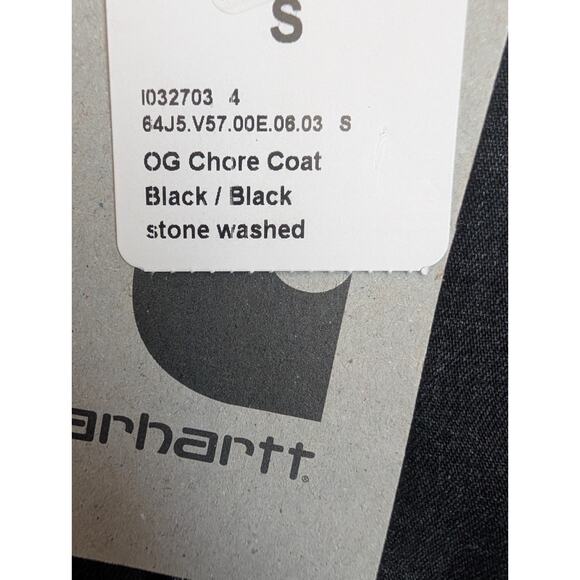 S
I032703 4
64J5.V57.00E.06.03 S
OG Chore Coat
Black / Black
stone washed
arhartt®